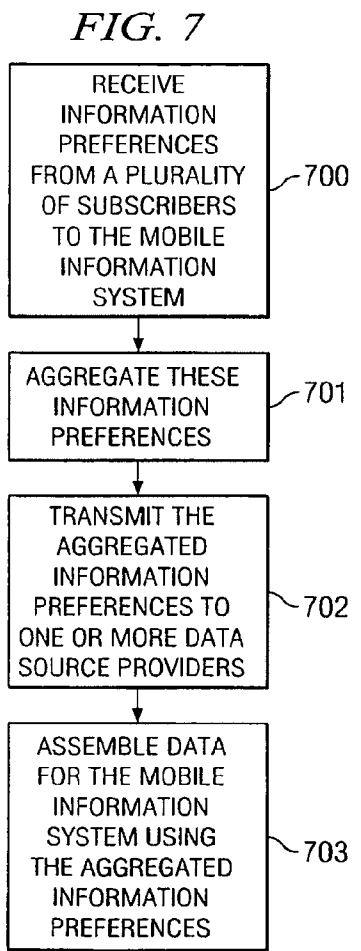 FIG. 7
RECEIVE
INFORMATION
PREFERENCES
FROM A PLURALITY
OF SUBSCRIBERS
TO THE MOBILE
INFORMATION
SYSTEM
700
AGGREGATE THESE
INFORMATION
PREFERENCES
701
TRANSMIT THE
AGGREGATED
INFORMATION
PREFERENCES TO
ONE OR MORE DATA
SOURCE PROVIDERS
702
ASSEMBLE DATA
FOR THE MOBILE
INFORMATION
SYSTEM USING
THE AGGREGATED
INFORMATION
PREFERENCES
703